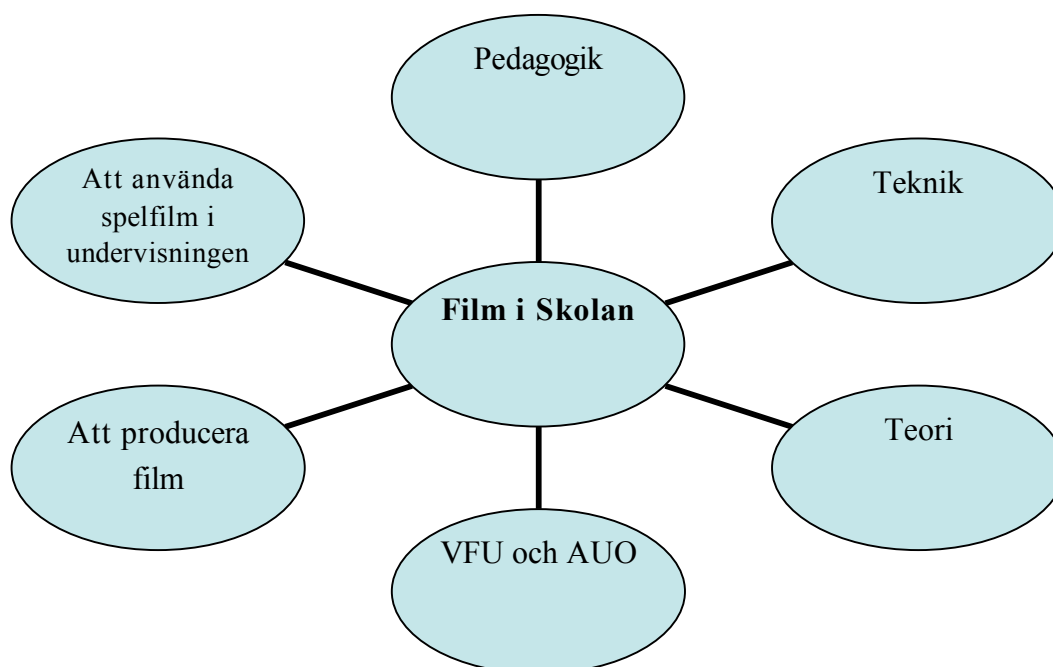 Pedagogik
Att använda
spelfilm i
undervisningen
Teknik
Film i Skolan
Att producera
film
Teori
VFU och AUO